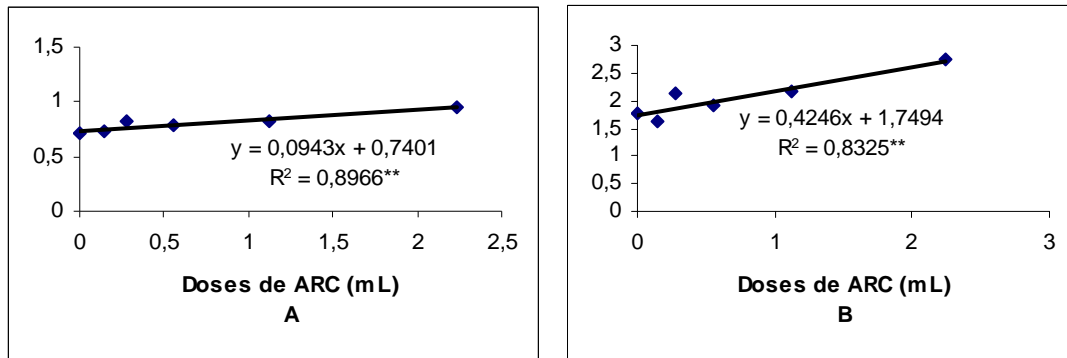 1,5
1
0,5
0
y = 0,0943x + 0,7401
R² = 0,8966**
0 0,5 1 1,5 2 2,5
Doses de ARC (mL)
A
3
2,5
2
1,5
1
0,5
0
y = 0,4246x + 1,7494
R² = 0,8325**
0 1 2 3
Doses de ARC (mL)
B